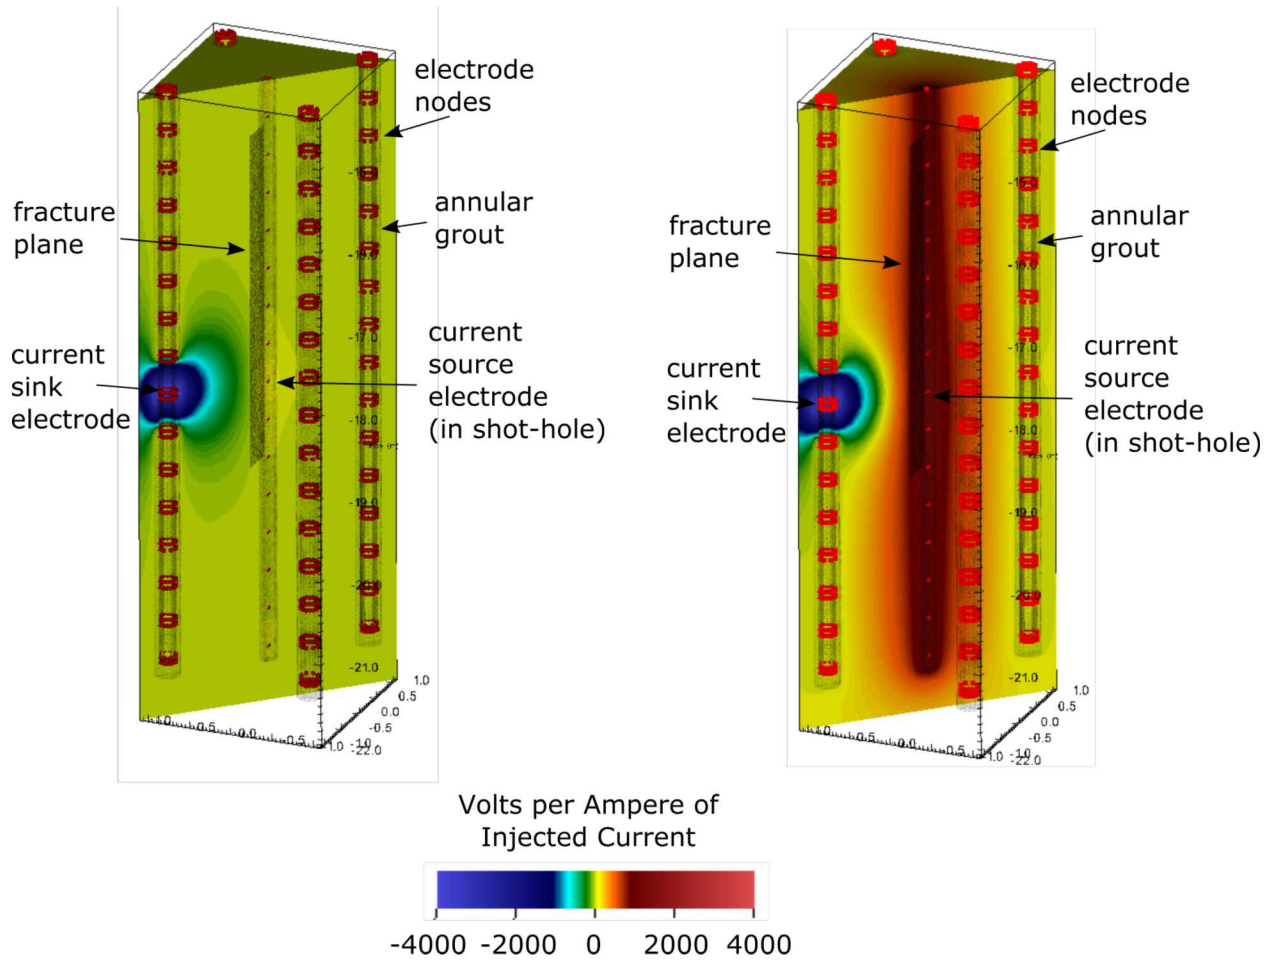 electrode
nodes
fracture
plane
annular
grout
current
sink
electrode
current
source
electrode
(in shot-hole)
-17.0
-18.0
-19.0
-21.0
1.0
0.5
0.0
-0.5
-1.0
-22.0
electrode
nodes
fracture
plane
annular
grout
current
sink
electrode
current
source
electrode
(in shot-hole)
-17.0
-18.0
-19.0
-21.0
1.0
0.5
0.0
-0.5
-1.0
-22.0
Volts per Ampere of
Injected Current
-4000 -2000 0 2000 4000